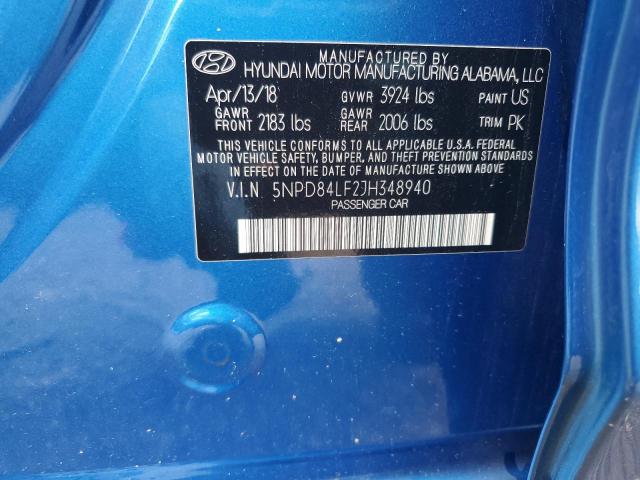 MANUFACTURED BY
HYUNDAI MOTOR MANUFACTURING ALABAMA, LLC
Apr/13/18 GVWR 3924 lbs PAINT US
GAWR FRONT 2183 lbs GAWR REAR 2006 lbs TRIM PK
THIS VEHICLE CONFORMS TO ALL APPLICABLE U.S.A. FEDERAL
MOTOR VEHICLE SAFETY, BUMPER, AND THEFT PREVENTION STANDARDS
IN EFFECT ON THE DATE OF MANUFACTURE SHOWN ABOVE
V.I.N 5NPD84LF2JH348940
PASSENGER CAR